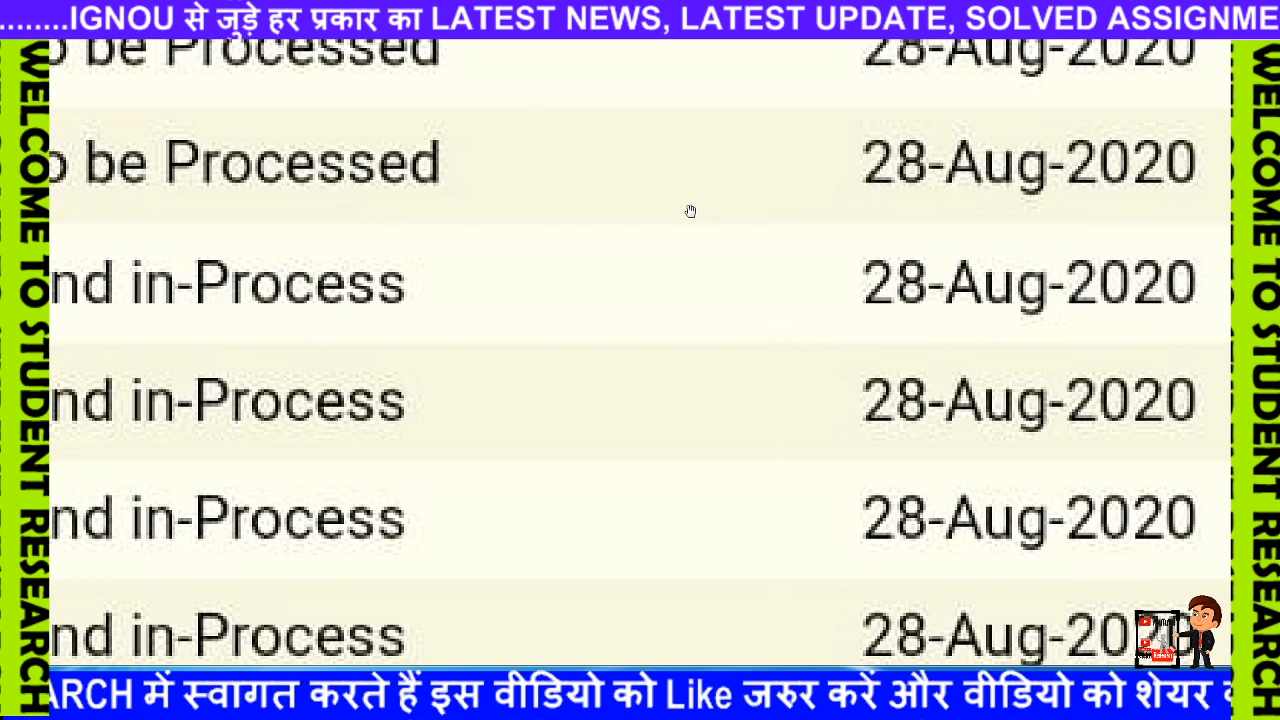 ........IGNOU से जुड़े हर प्रकार का LATEST NEWS, LATEST UPDATE, SOLVED ASSIGNME
WELCOME TO STUDENT RESEARCH
o be Processed 28-Aug-2020
o be Processed 28-Aug-2020
nd in-Process 28-Aug-2020
nd in-Process 28-Aug-2020
nd in-Process 28-Aug-2020
nd in-Process 28-Aug-2020
WELCOME TO STUDENT RESEARCH
ARCH में स्वागत करते हैं इस वीडियो को Like जरुर करें और वीडियो को शेयर